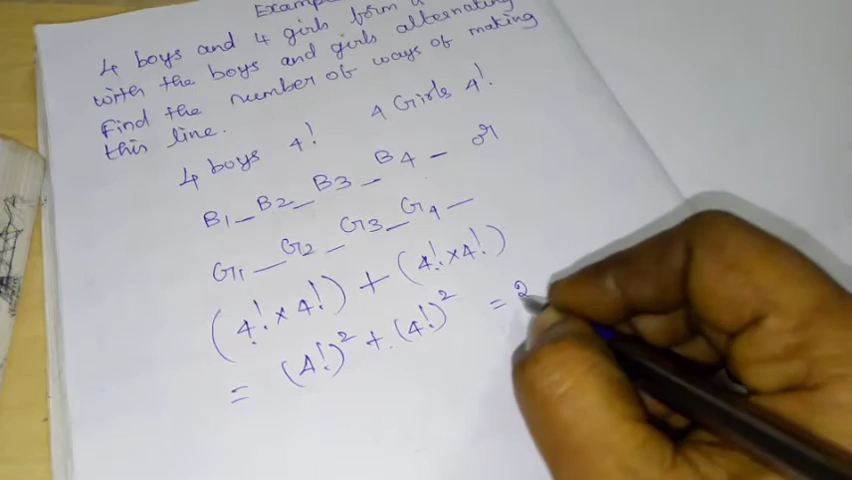 Example
4 boys and 4 girls form a
with the boys and girls alternating
Find the number of ways of making
this line.
4 boys 4! 4 Girls 4!
B1 _ B2 _ B3 _ B4 _ or
G1 _ G2 _ G3 _ G4 _
(4! x 4!) + (4! x 4!)
= (4!)² + (4!)² = 2